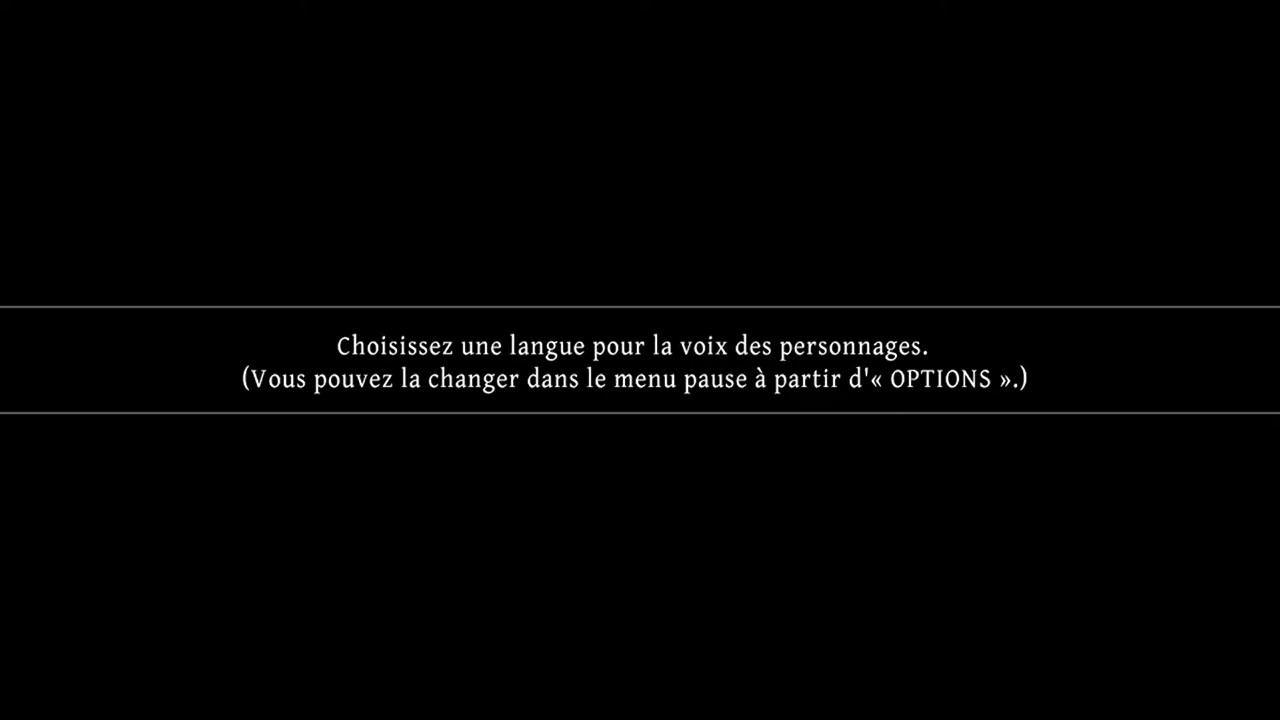 Choisissez une langue pour la voix des personnages.
(Vous pouvez la changer dans le menu pause à partir d'« OPTIONS ».)